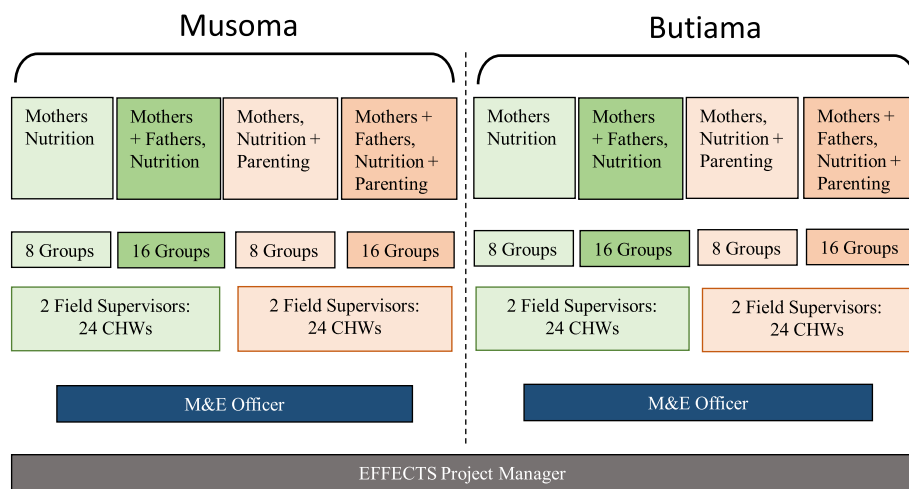 Musoma
Butiama
Mothers
Nutrition
Mothers
+ Fathers,
Nutrition
Mothers,
Nutrition +
Parenting
Mothers +
Fathers,
Nutrition +
Parenting
Mothers
Nutrition
Mothers
+ Fathers,
Nutrition
Mothers,
Nutrition +
Parenting
Mothers +
Fathers,
Nutrition +
Parenting
8 Groups
16 Groups
8 Groups
16 Groups
8 Groups
16 Groups
8 Groups
16 Groups
2 Field Supervisors:
24 CHWs
2 Field Supervisors:
24 CHWs
2 Field Supervisors:
24 CHWs
2 Field Supervisors:
24 CHWs
M&E Officer
M&E Officer
EFFECTS Project Manager